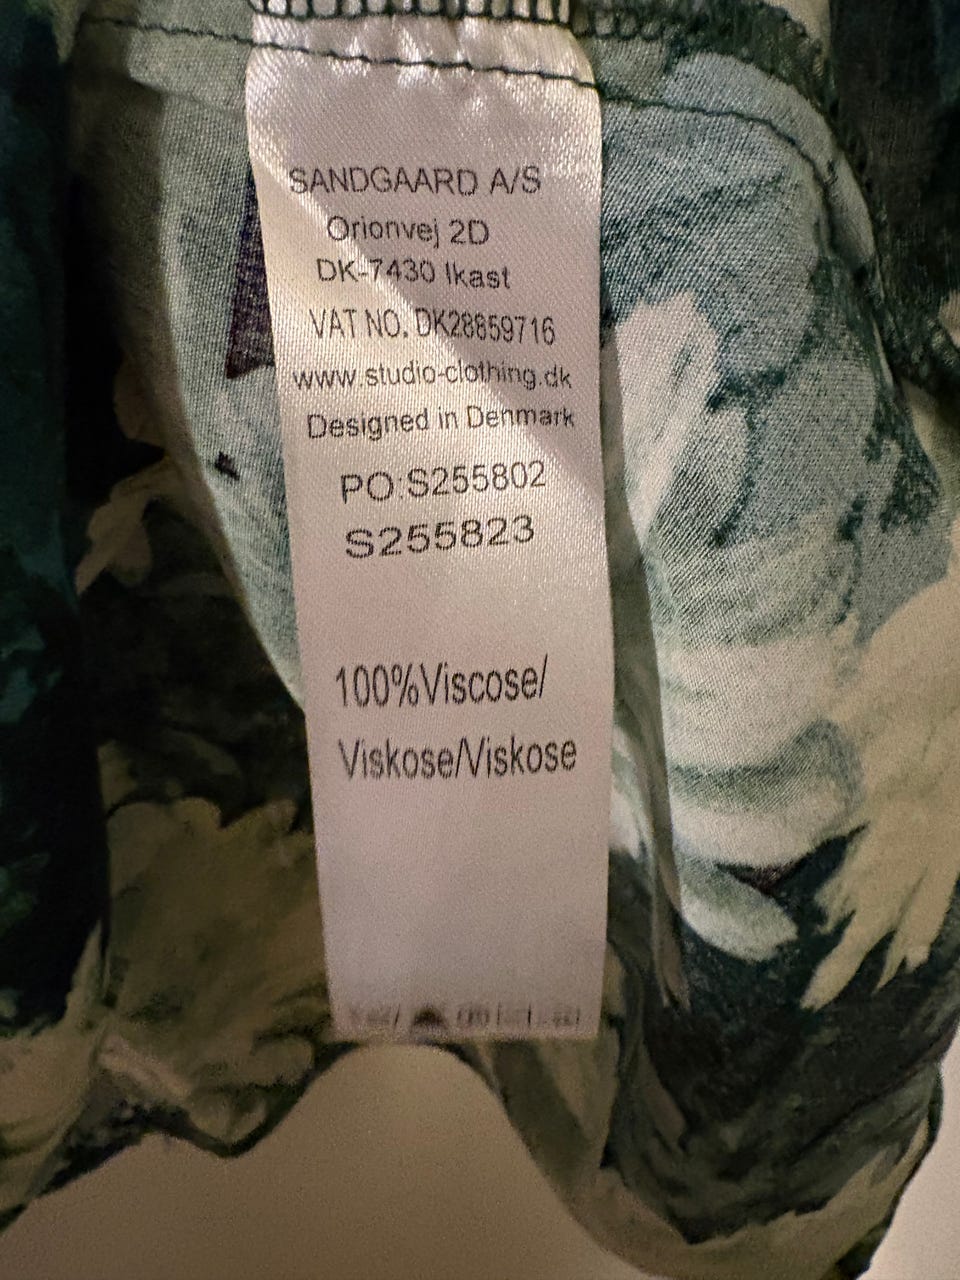 SANDGAARD A/S
Orionvej 2D
DK-7430 Ikast
VAT NO. DK28859716
www.studio-clothing.dk
Designed in Denmark
PO:S255802
S255823
100%Viscose/
Viskose/Viskose